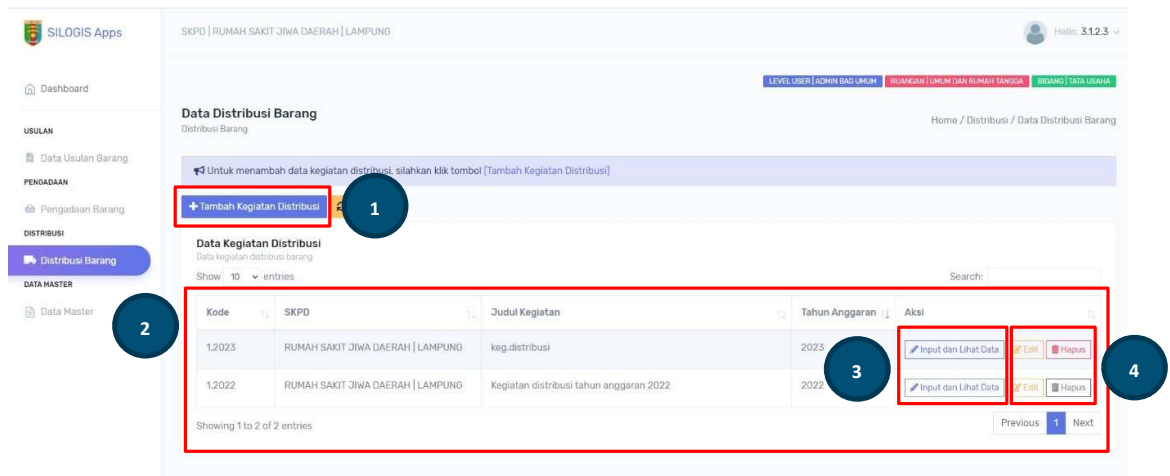 SILOGIS Apps
SKPD | RUMAH SAKIT JIWA DAERAH | LAMPUNG
Hello, 3.1.2.3
Dashboard
LEVEL USER | ADMIN BAG UMUM
RUANGAN | UMUM DAN RUMAH TANGGA
BIDANG | TATA USAHA
Data Distribusi Barang
Distribusi Barang
Home / Distribusi / Data Distribusi Barang
USULAN
Data Usulan Barang
Untuk menambah data kegiatan distribusi, silahkan klik tombol [Tambah Kegiatan Distribusi]
PENGADAAN
Pengadaan Barang
+ Tambah Kegiatan Distribusi
1
DISTRIBUSI
Distribusi Barang
Data Kegiatan Distribusi
Data kegiatan distribusi barang
DATA MASTER
Data Master
Show 10 entries
Search:
2
Kode SKPD Judul Kegiatan Tahun Anggaran Aksi
1.2023 RUMAH SAKIT JIWA DAERAH | LAMPUNG keg.distribusi 2023 Input dan Lihat Data Edit Hapus
3
4
1.2022 RUMAH SAKIT JIWA DAERAH | LAMPUNG Kegiatan distribusi tahun anggaran 2022 2022 Input dan Lihat Data Edit Hapus
Showing 1 to 2 of 2 entries
Previous 1 Next